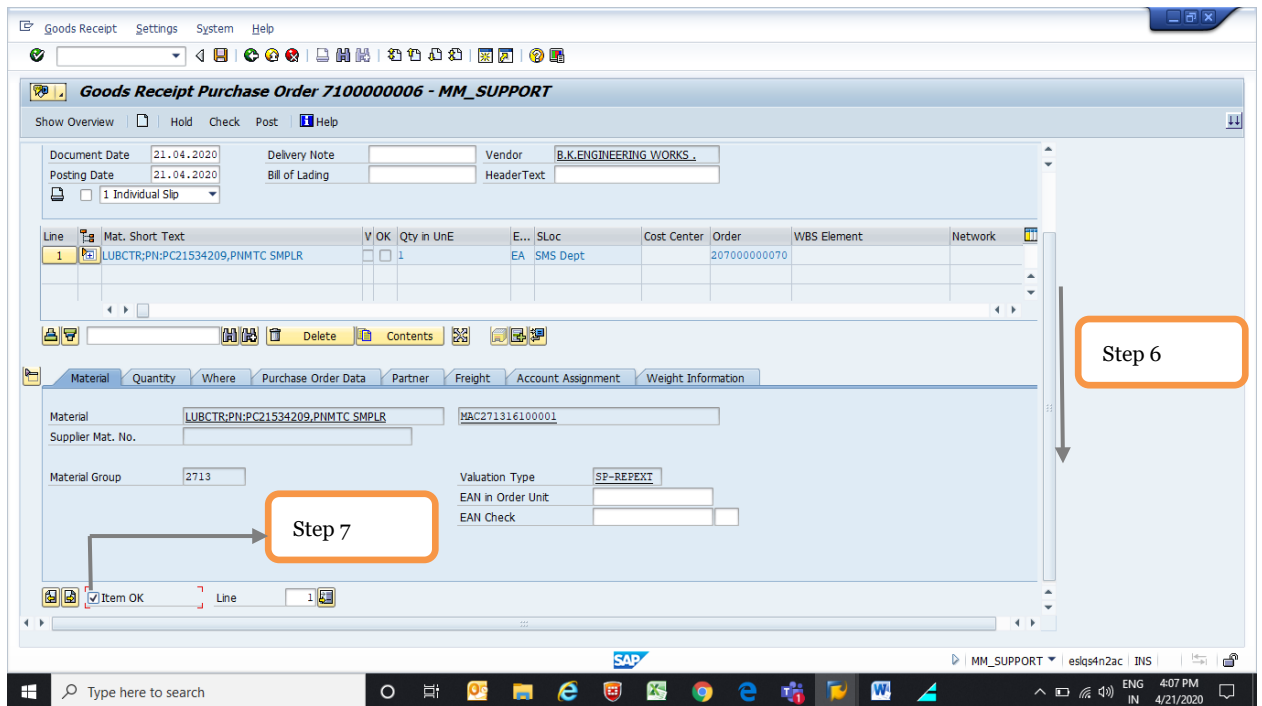 Goods Receipt Settings System Help
Goods Receipt Purchase Order 7100000006 - MM_SUPPORT
Show Overview Hold Check Post Help
Document Date 21.04.2020 Delivery Note Vendor B.K.ENGINEERING WORKS .
Posting Date 21.04.2020 Bill of Lading HeaderText
1 Individual Slip
Line Mat. Short Text V OK Qty in UnE E... SLoc Cost Center Order WBS Element Network
1 LUBCTR;PN:PC21534209,PNMTC SMPLR 1 EA SMS Dept 207000000070
Delete Contents
Step 6
Material Quantity Where Purchase Order Data Partner Freight Account Assignment Weight Information
Material LUBCTR;PN:PC21534209,PNMTC SMPLR MAC271316100001
Supplier Mat. No.
Material Group 2713 Valuation Type SP-REPEXT
EAN in Order Unit
EAN Check
Step 7
Item OK Line 1
SAP
MM_SUPPORT eslqs4n2ac INS
Type here to search
ENG 4:07 PM
IN 4/21/2020